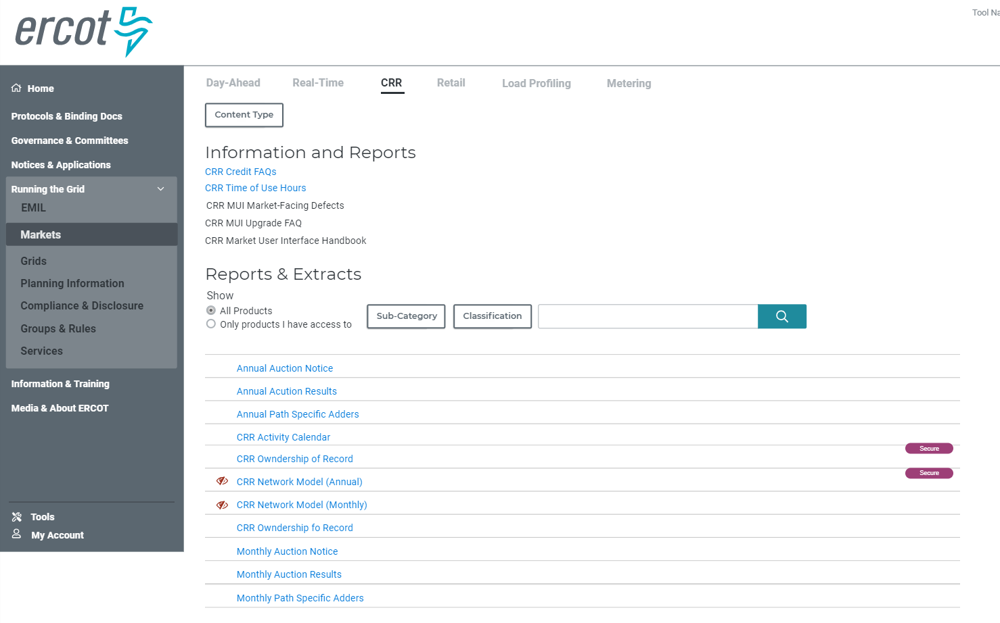 ercot
Tool Na
Home
Protocols & Binding Docs
Governance & Committees
Notices & Applications
Running the Grid
EMIL
Markets
Grids
Planning Information
Compliance & Disclosure
Groups & Rules
Services
Information & Training
Media & About ERCOT
Tools
My Account
Day-Ahead Real-Time CRR Retail Load Profiling Metering
Content Type
Information and Reports
CRR Credit FAQs
CRR Time of Use Hours
CRR MUI Market-Facing Defects
CRR MUI Upgrade FAQ
CRR Market User Interface Handbook
Reports & Extracts
Show
All Products
Only products I have access to
Sub-Category Classification
Annual Auction Notice
Annual Acution Results
Annual Path Specific Adders
CRR Activity Calendar
Secure
CRR Owndership of Record
Secure
CRR Network Model (Annual)
CRR Network Model (Monthly)
CRR Owndership fo Record
Monthly Auction Notice
Monthly Auction Results
Monthly Path Specific Adders